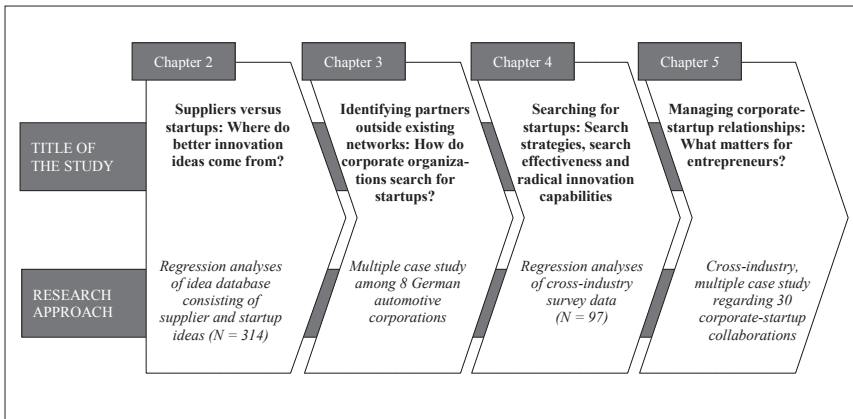 Chapter 2
Chapter 3
Chapter 4
Chapter 5
TITLE OF
THE STUDY
Suppliers versus
startups: Where do
better innovation
ideas come from?
Identifying partners
outside existing
networks: How do
corporate organiza-
tions search for
startups?
Searching for
startups: Search
strategies, search
effectiveness and
radical innovation
capabilities
Managing corporate-
startup relationships:
What matters for
entrepreneurs?
RESEARCH
APPROACH
Regression analyses
of idea database
consisting of
supplier and startup
ideas (N = 314)
Multiple case study
among 8 German
automotive
corporations
Regression analyses
of cross-industry
survey data
(N = 97)
Cross-industry,
multiple case study
regarding 30
corporate-startup
collaborations